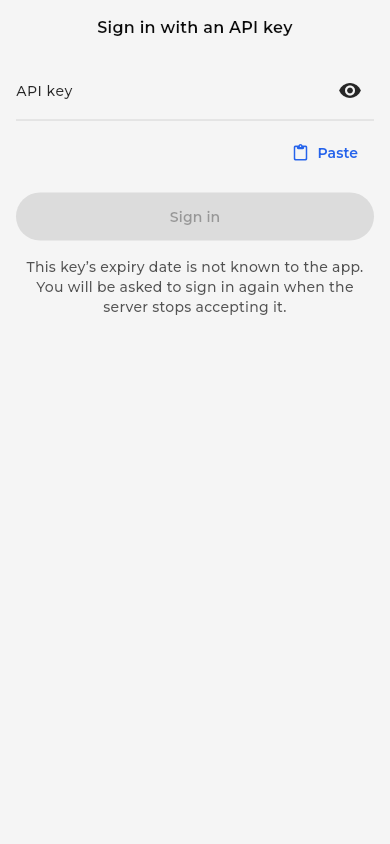 Sign in with an API key
API key
Paste
Sign in
This key’s expiry date is not known to the app.
You will be asked to sign in again when the
server stops accepting it.